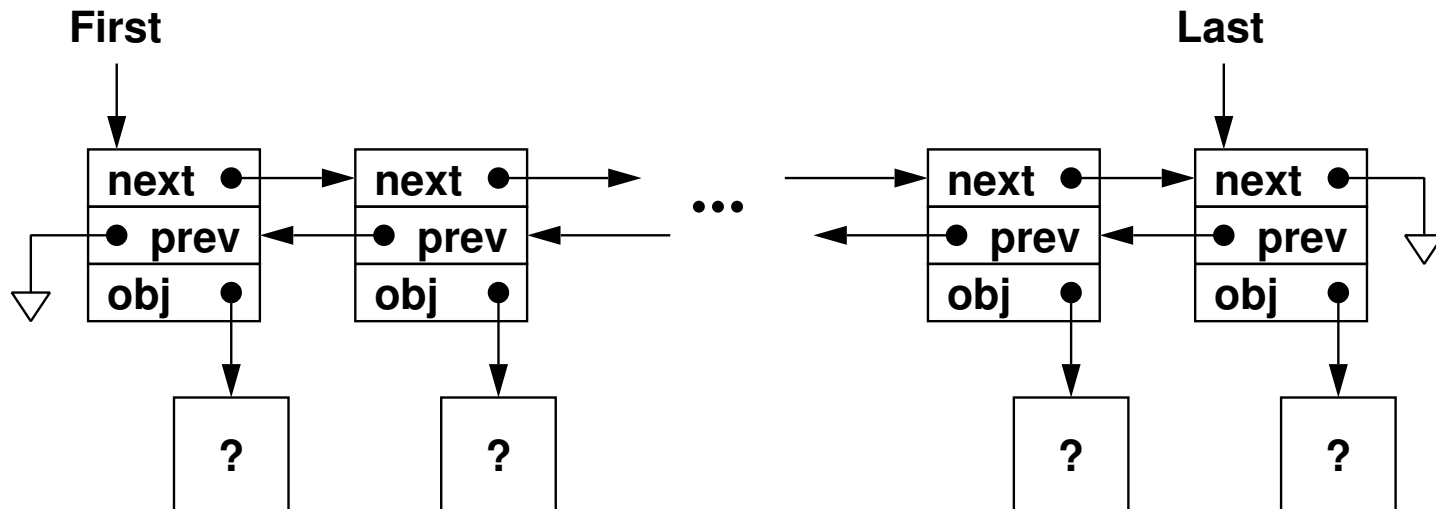 First Last
next next ... next next
prev prev prev prev
obj obj obj obj
? ? ? ?